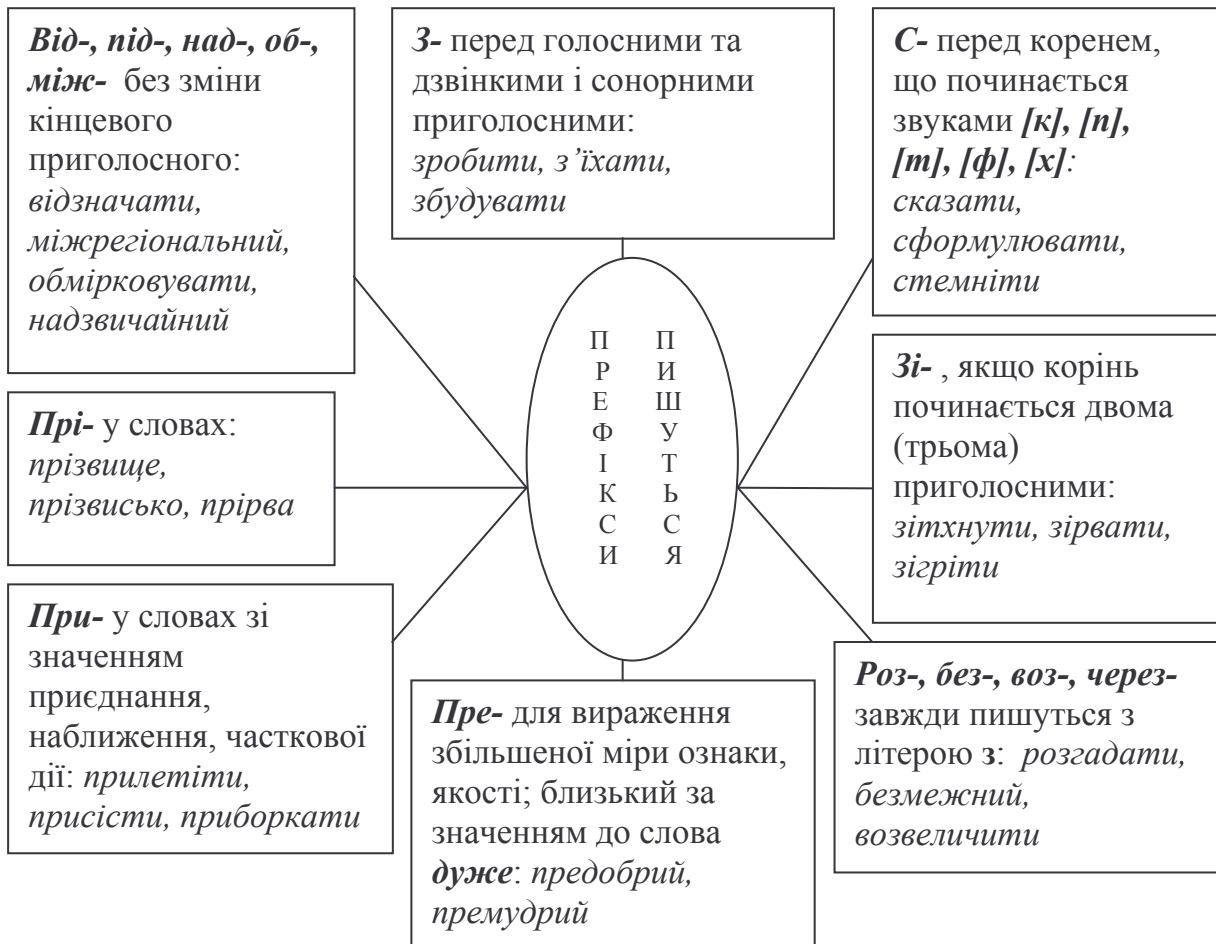 Від-, під-, над-, об-,
між- без зміни
кінцевого
приголосного:
відзначати,
міжрегіональний,
обмірковувати,
надзвичайний
З- перед голосними та
дзвінкими і сонорними
приголосними:
зробити, з’їхати,
збудувати
С- перед коренем,
що починається
звуками [к], [п],
[т], [ф], [х]:
сказати,
сформулювати,
стемніти
Прі- у словах:
прізвище,
прізвисько, прірва
ПРЕФІКСИ
ПИШУТЬСЯ
Зі- , якщо корінь
починається двома
(трьома)
приголосними:
зітхнути, зірвати,
зігріти
При- у словах зі
значенням
приєднання,
наближення, часткової
дії: прилетіти,
присісти, приборкати
Пре- для вираження
збільшеної міри ознаки,
якості; близький за
значенням до слова
дуже: предобрий,
премудрий
Роз-, без-, воз-, через-
завжди пишуться з
літерою з: розгадати,
безмежний,
возвеличити